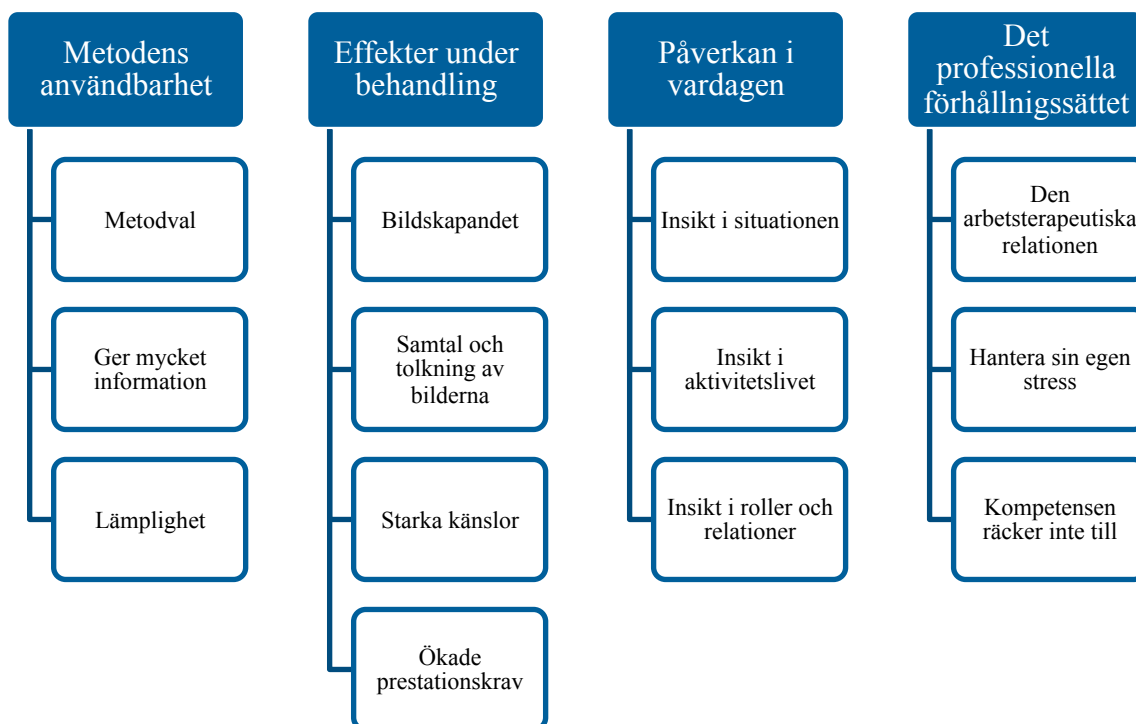 Metodens
användbarhet
Metodval
Ger mycket
information
Lämplighet
Effekter under
behandling
Bildskapandet
Samtal och
tolkning av
bilderna
Starka känslor
Ökade
prestationskrav
Påverkan i
vardagen
Insikt i situationen
Insikt i
aktivitetslivet
Insikt i roller och
relationer
Det
professionella
förhållnigssättet
Den
arbetsterapeutiska
relationen
Hantera sin egen
stress
Kompetensen
räcker inte till